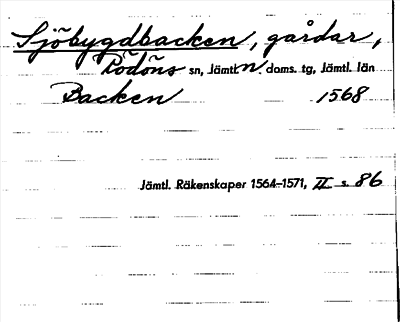 Sjöbygdbacken, gårdar,
Rödöns sn, Jämtl. n. doms. tg, Jämtl. län
Backen 1568
Jämtl. Räkenskaper 1564-1571, II s. 86